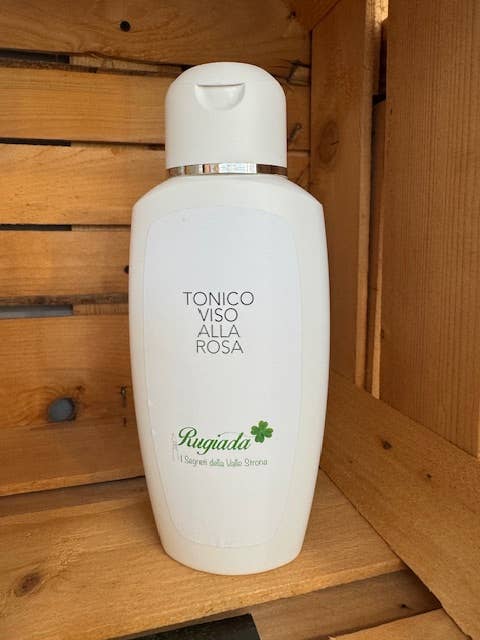 TONICO
VISO
ALLA
ROSA
Rugiada
I Segreti della Valle Strona